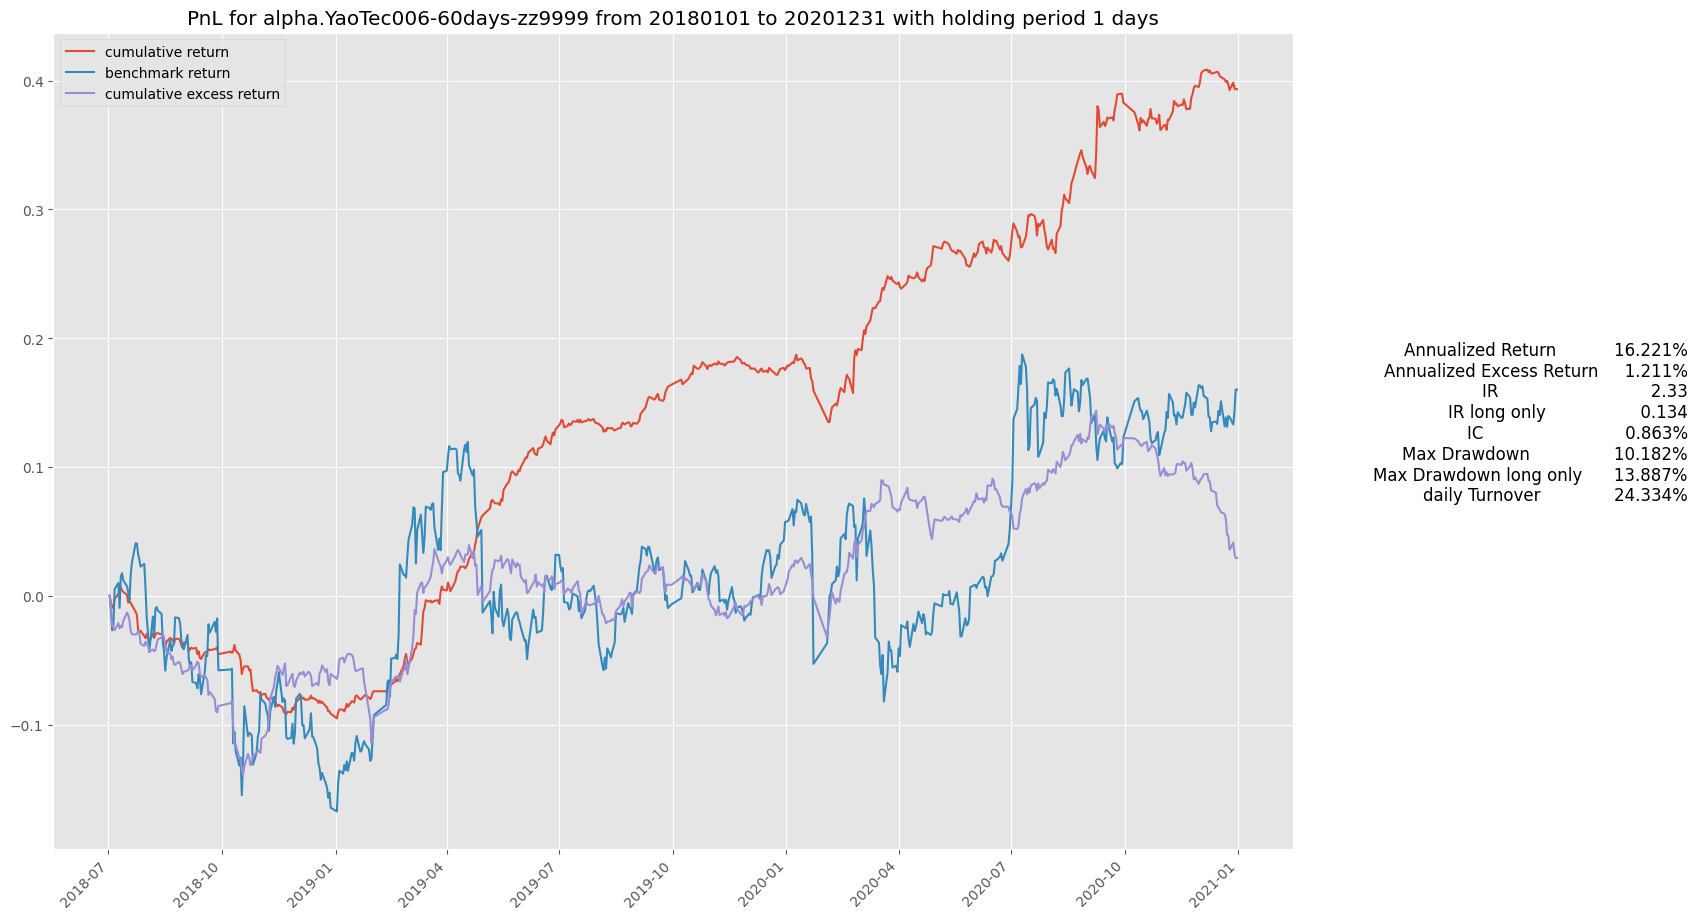 PnL for alpha.YaoTec006-60days-zz9999 from 20180101 to 20201231 with holding period 1 days
cumulative return
benchmark return
cumulative excess return
0.4
0.3
0.2
0.1
0.0
−0.1
2018-07
2018-10
2019-01
2019-04
2019-07
2019-10
2020-01
2020-04
2020-07
2020-10
2021-01
Annualized Return 16.221%
Annualized Excess Return 1.211%
IR 2.33
IR long only 0.134
IC 0.863%
Max Drawdown 10.182%
Max Drawdown long only 13.887%
daily Turnover 24.334%